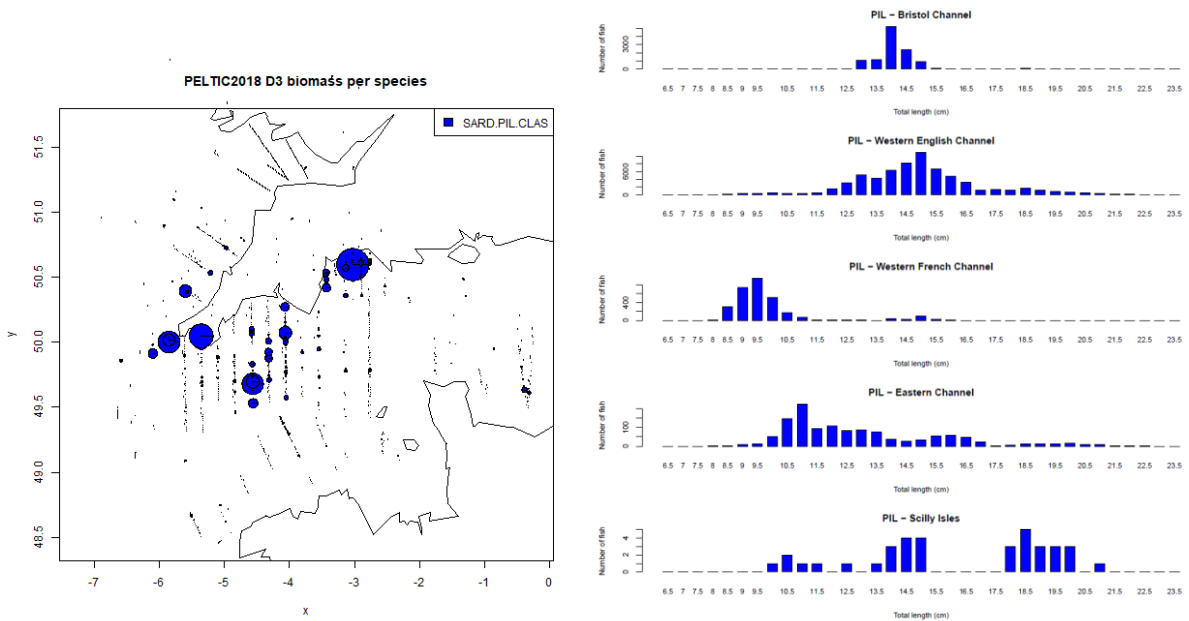 PELTIC2018 D3 biomass per species
SARD.PIL.CLAS
y
51.5
51.0
50.5
50.0
49.5
49.0
48.5
-7 -6 -5 -4 -3 -2 -1 0
x
PIL – Bristol Channel
Number of fish
0 3000
6.5 7 7.5 8 8.5 9 9.5 10.5 11.5 12.5 13.5 14.5 15.5 16.5 17.5 18.5 19.5 20.5 21.5 22.5 23.5
Total length (cm)
PIL – Western English Channel
Number of fish
0 6000
6.5 7 7.5 8 8.5 9 9.5 10.5 11.5 12.5 13.5 14.5 15.5 16.5 17.5 18.5 19.5 20.5 21.5 22.5 23.5
Total length (cm)
PIL – Western French Channel
Number of fish
0 400
6.5 7 7.5 8 8.5 9 9.5 10.5 11.5 12.5 13.5 14.5 15.5 16.5 17.5 18.5 19.5 20.5 21.5 22.5 23.5
Total length (cm)
PIL – Eastern Channel
Number of fish
0 100
6.5 7 7.5 8 8.5 9 9.5 10.5 11.5 12.5 13.5 14.5 15.5 16.5 17.5 18.5 19.5 20.5 21.5 22.5 23.5
Total length (cm)
PIL – Scilly Isles
Number of fish
0 2 4
6.5 7 7.5 8 8.5 9 9.5 10.5 11.5 12.5 13.5 14.5 15.5 16.5 17.5 18.5 19.5 20.5 21.5 22.5 23.5
Total length (cm)